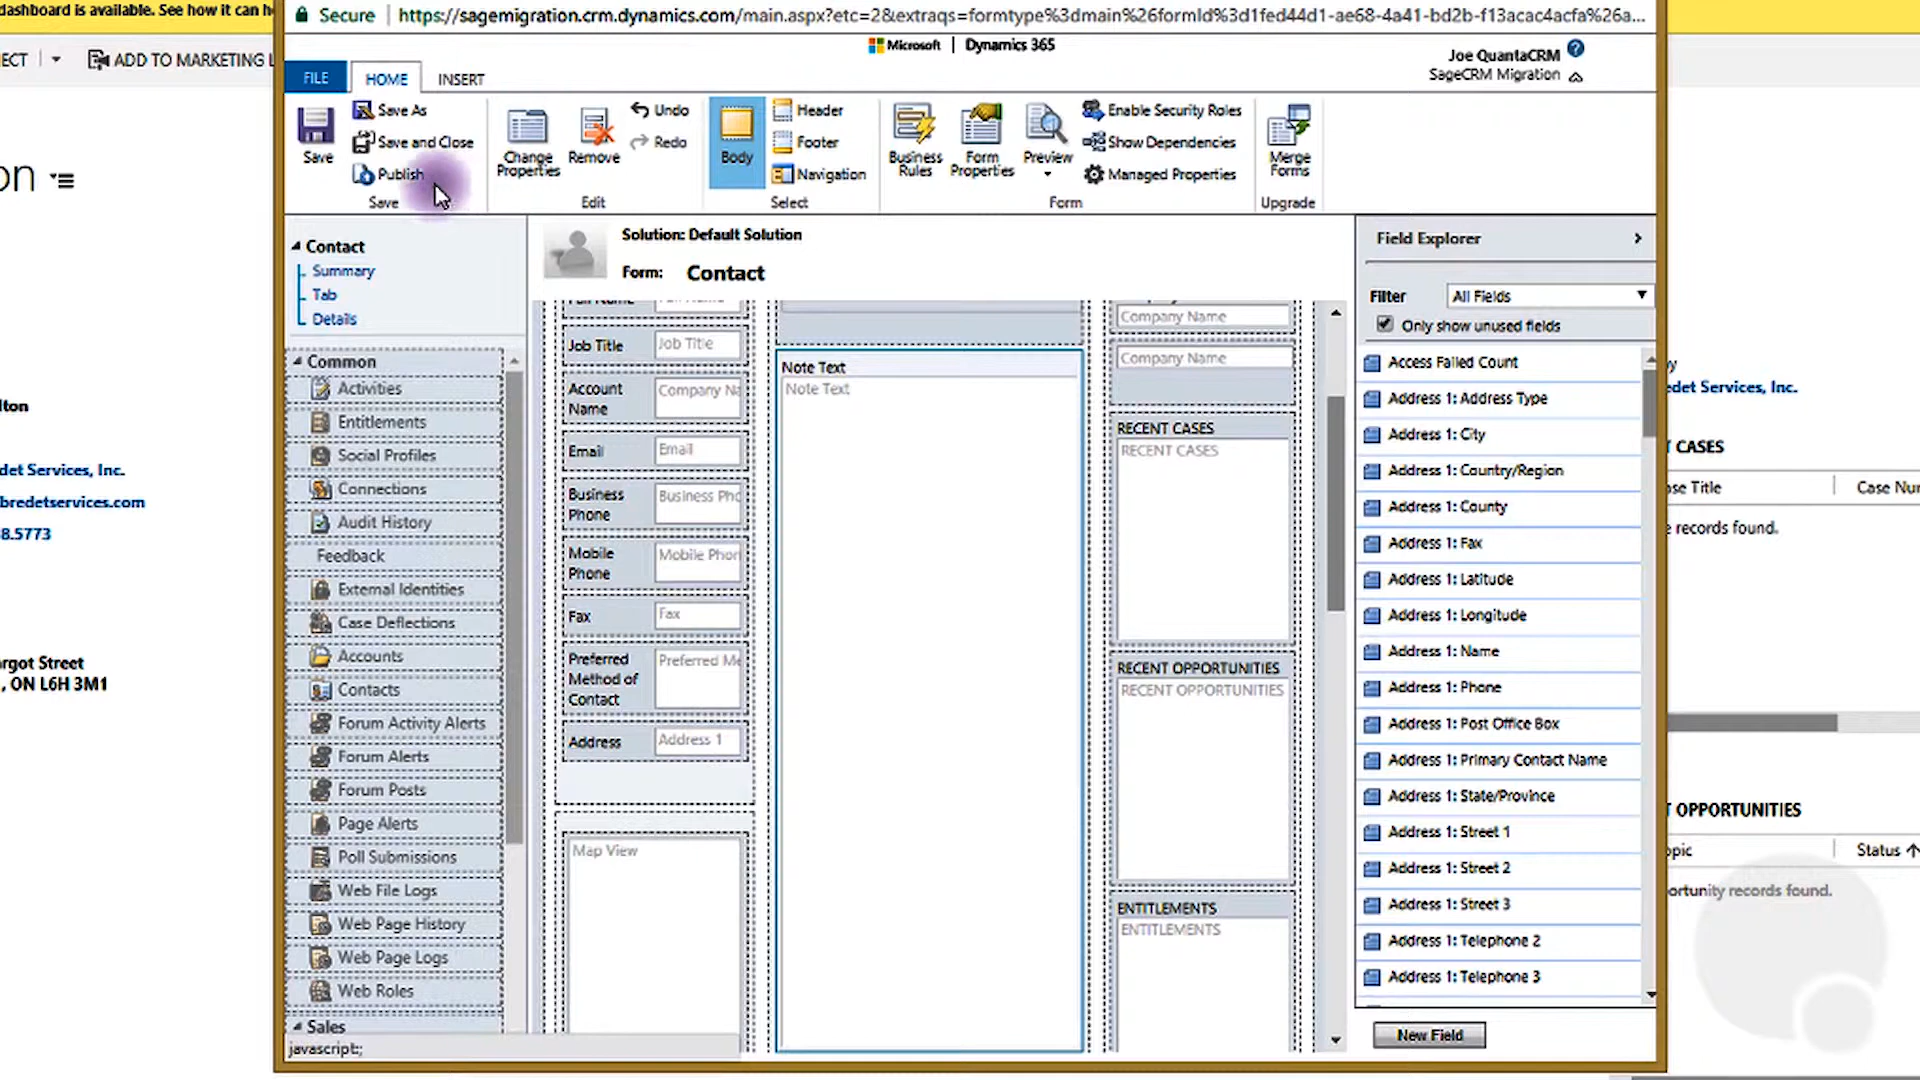 dashboard is available. See how it can h
Secure
https://sagemigration.crm.dynamics.com/main.aspx?etc=2&extraqs=formtype%3dmain%26formId%3d1fed44d1-ae68-4a41-bd2b-f13acac4acfa%26a...
ECT
ADD TO MARKETING L
Microsoft | Dynamics 365
Joe QuantaCRM
SageCRM Migration
FILE
HOME
INSERT
Save
Save As
Save and Close
Publish
Save
Change Properties
Remove
Undo
Redo
Edit
Body
Header
Footer
Navigation
Select
Business Rules
Form Properties
Preview
Enable Security Roles
Show Dependencies
Managed Properties
Form
Merge Forms
Upgrade
on
lton
det Services, Inc.
bredetservices.com
8.5773
argot Street
, ON L6H 3M1
Contact
Summary
Tab
Details
Common
Activities
Entitlements
Social Profiles
Connections
Audit History
Feedback
External Identities
Case Deflections
Accounts
Contacts
Forum Activity Alerts
Forum Alerts
Forum Posts
Page Alerts
Poll Submissions
Web File Logs
Web Page History
Web Page Logs
Web Roles
Sales
javascript:;
Solution: Default Solution
Form: Contact
Job Title
Job Title
Account Name
Company Na
Email
Email
Business Phone
Business Pho
Mobile Phone
Mobile Phon
Fax
Fax
Preferred Method of Contact
Preferred Me
Address
Address 1
Map View
Note Text
Note Text
Company Name
Company Name
RECENT CASES
RECENT CASES
RECENT OPPORTUNITIES
RECENT OPPORTUNITIES
ENTITLEMENTS
ENTITLEMENTS
Field Explorer
Filter
All Fields
Only show unused fields
Access Failed Count
Address 1: Address Type
Address 1: City
Address 1: Country/Region
Address 1: County
Address 1: Fax
Address 1: Latitude
Address 1: Longitude
Address 1: Name
Address 1: Phone
Address 1: Post Office Box
Address 1: Primary Contact Name
Address 1: State/Province
Address 1: Street 1
Address 1: Street 2
Address 1: Street 3
Address 1: Telephone 2
Address 1: Telephone 3
New Field
y
edet Services, Inc.
CASES
se Title
Case Nur
e records found.
OPPORTUNITIES
opic
Status
ortunity records found.